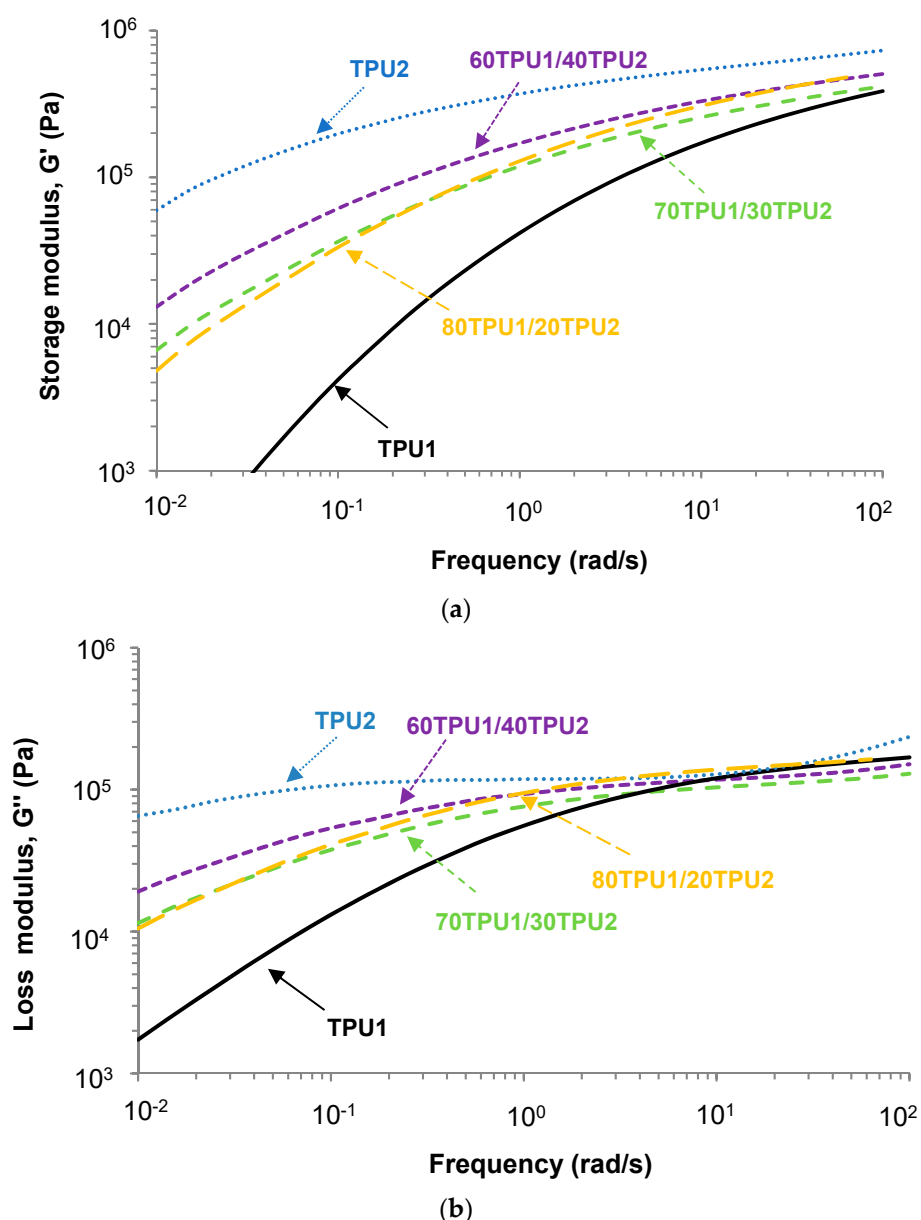 10^6
TPU2
60TPU1/40TPU2
10^5
Storage modulus, G' (Pa)
70TPU1/30TPU2
80TPU1/20TPU2
10^4
TPU1
10^3
10^-2 10^-1 10^0 10^1 10^2
Frequency (rad/s)
(a)
10^6
TPU2
60TPU1/40TPU2
10^5
Loss modulus, G" (Pa)
80TPU1/20TPU2
70TPU1/30TPU2
10^4
TPU1
10^3
10^-2 10^-1 10^0 10^1 10^2
Frequency (rad/s)
(b)